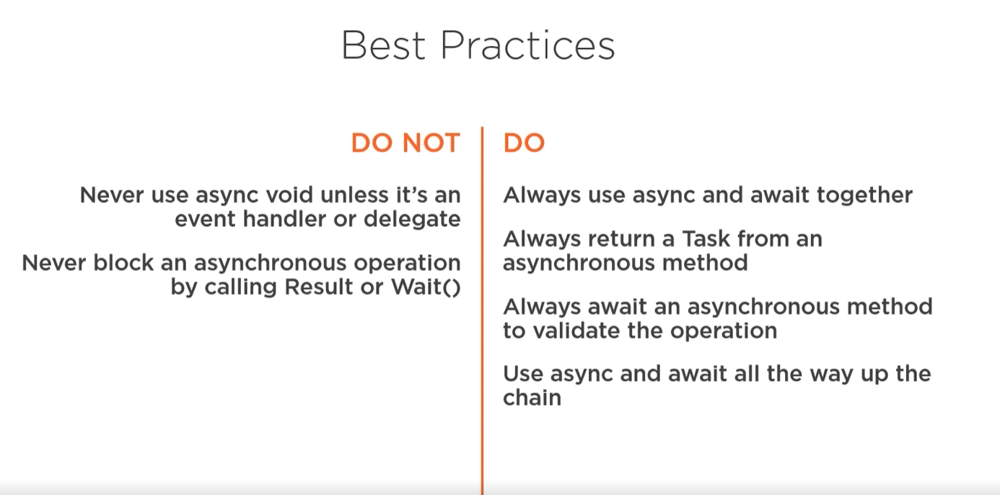 Best Practices
DO NOT
Never use async void unless it’s an
event handler or delegate
Never block an asynchronous operation
by calling Result or Wait()
DO
Always use async and await together
Always return a Task from an
asynchronous method
Always await an asynchronous method
to validate the operation
Use async and await all the way up the
chain